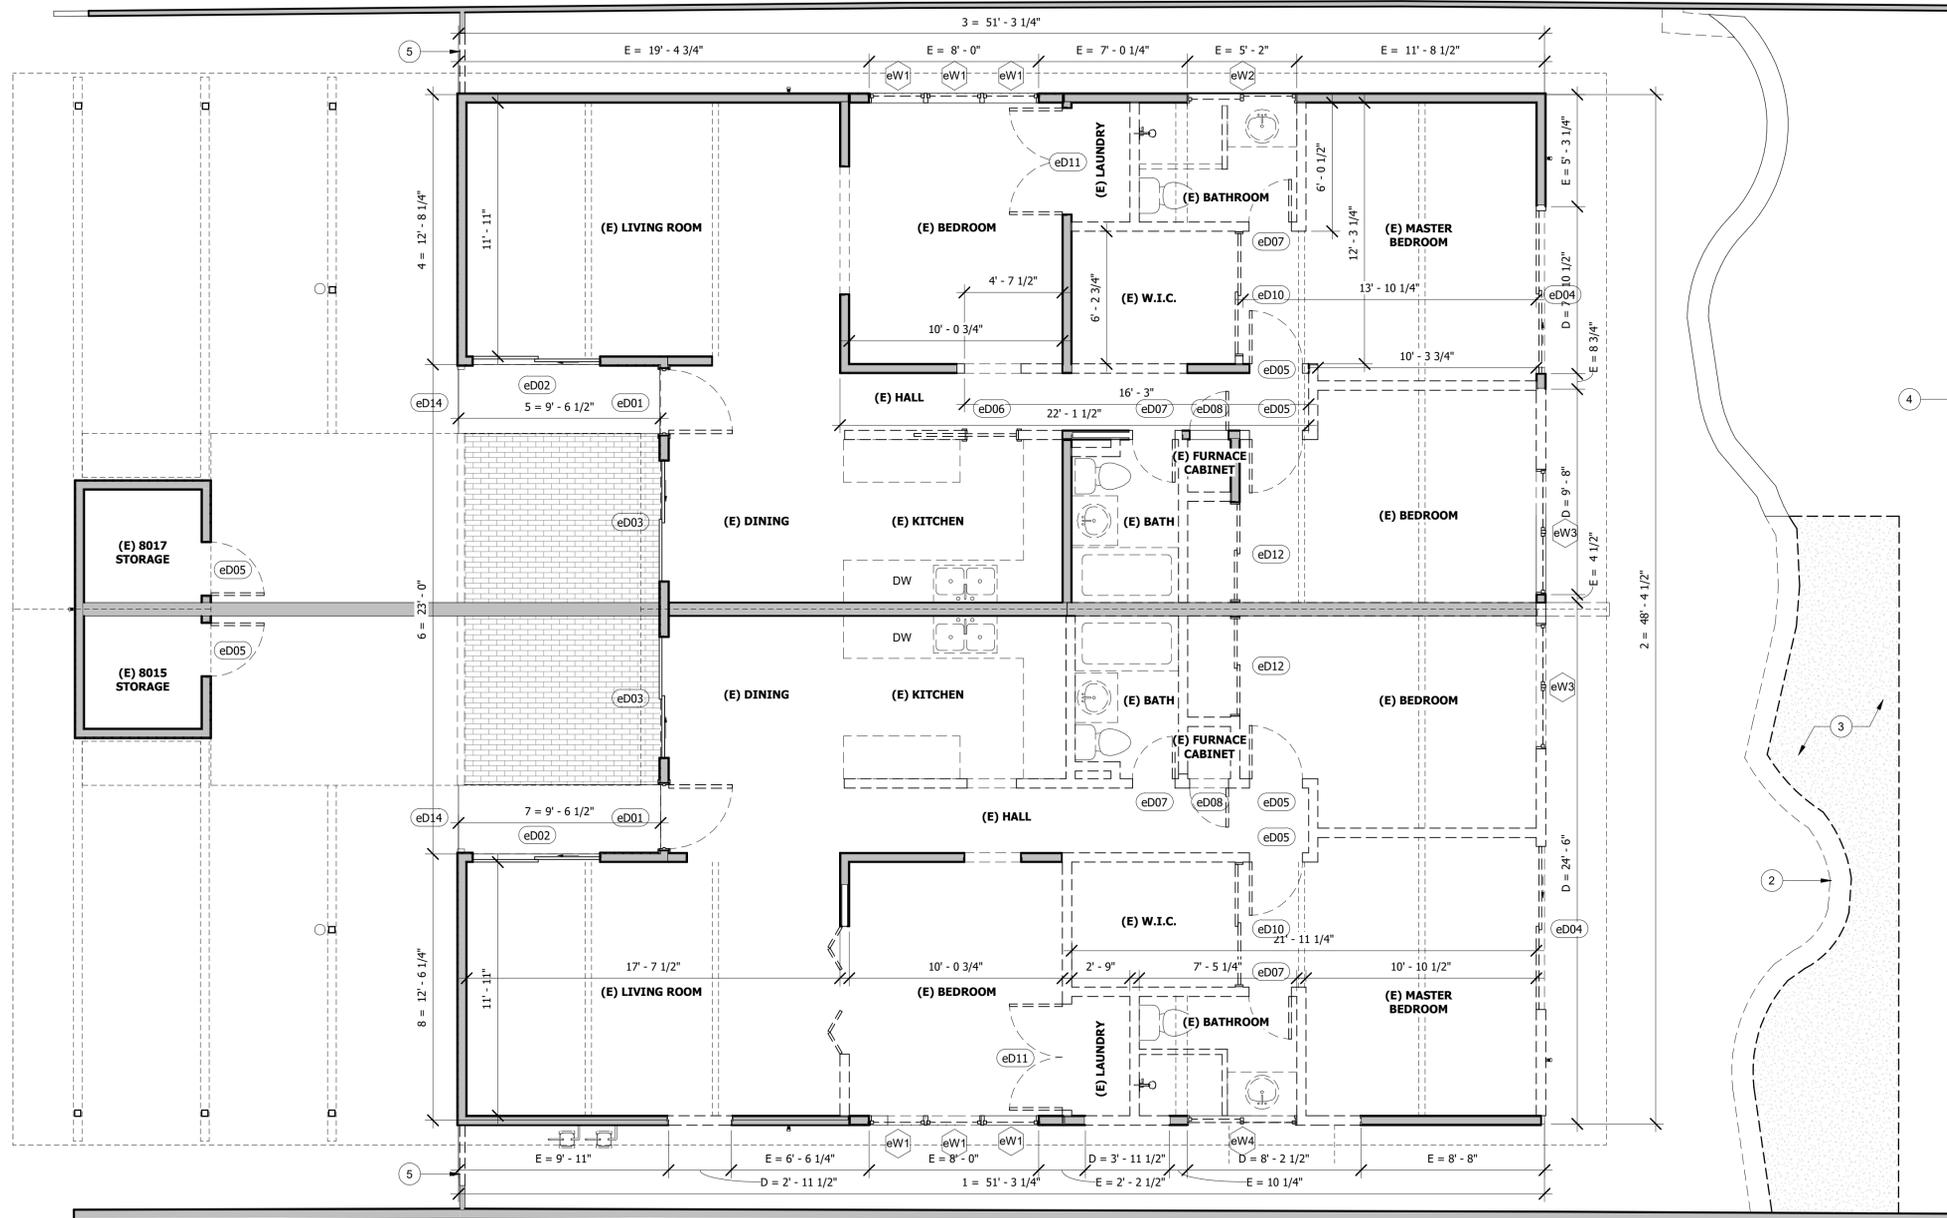 3 = 51' - 3 1/4"
5
E = 19' - 4 3/4"
E = 8' - 0"
E = 7' - 0 1/4"
E = 5' - 2"
E = 11' - 8 1/2"
eW1
eW1
eW1
eW2
4 = 12' - 8 1/4"
11' - 11"
(E) LIVING ROOM
(E) BEDROOM
eD11
(E) LAUNDRY
(E) BATHROOM
6' - 0 1/2"
12' - 3 1/4"
(E) MASTER
BEDROOM
E = 5' - 3 1/4"
eD07
4' - 7 1/2"
6' - 2 3/4"
(E) W.I.C.
eD10
13' - 10 1/4"
eD04
E = 8 3/4"
10' - 0 3/4"
10' - 3 3/4"
eD05
eD02
eD14
5 = 9' - 6 1/2"
eD01
(E) HALL
16' - 3"
eD06
22' - 1 1/2"
eD07
eD08
eD05
4
(E) FURNACE
CABINET
D = 9' - 8"
(E) DINING
(E) KITCHEN
(E) BATH
(E) BEDROOM
eD03
eW3
(E) 8017
STORAGE
eD05
eD12
E = 4 1/2"
DW
6 = 23' - 0"
2 = 48' - 4 1/2"
DW
eD05
(E) 8015
STORAGE
eD12
eD03
(E) DINING
(E) KITCHEN
(E) BATH
(E) BEDROOM
eW3
3
(E) FURNACE
CABINET
7 = 9' - 6 1/2"
eD14
eD01
eD02
(E) HALL
eD07
eD08
eD05
eD05
D = 24' - 6"
2
(E) W.I.C.
eD10
21' - 11 1/4"
eD04
8 = 12' - 6 1/4"
11' - 11"
17' - 7 1/2"
10' - 0 3/4"
2' - 9"
7' - 5 1/4"
eD07
10' - 10 1/2"
(E) LIVING ROOM
(E) BEDROOM
(E) MASTER
BEDROOM
(E) BATHROOM
eD11
(E) LAUNDRY
eW1
eW1
eW1
eW4
5
E = 9' - 11"
E = 6' - 6 1/4"
E = 8' - 0"
D = 3' - 11 1/2"
D = 8' - 2 1/2"
E = 8' - 8"
D = 2' - 11 1/2"
1 = 51' - 3 1/4"
E = 2' - 2 1/2"
E = 10 1/4"